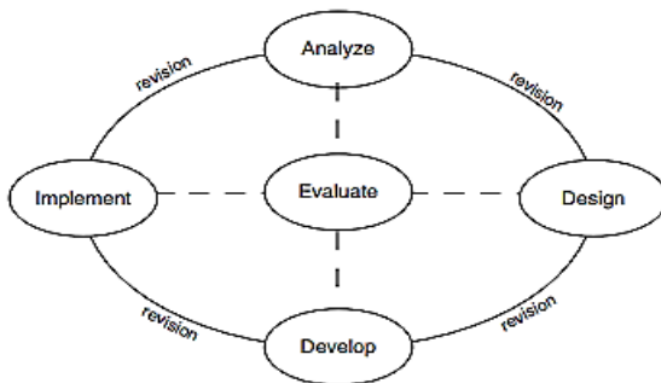 Analyze
revision
revision
Implement
Evaluate
Design
revision
revision
Develop